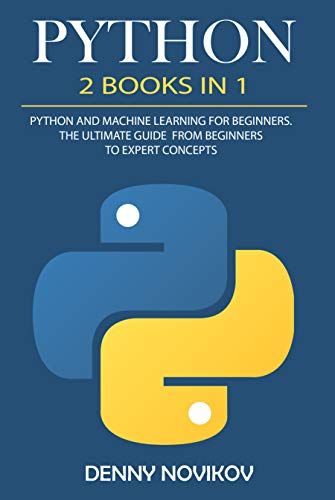 PYTHON
2 BOOKS IN 1
PYTHON AND MACHINE LEARNING FOR BEGINNERS.
THE ULTIMATE GUIDE FROM BEGINNERS
TO EXPERT CONCEPTS
DENNY NOVIKOV